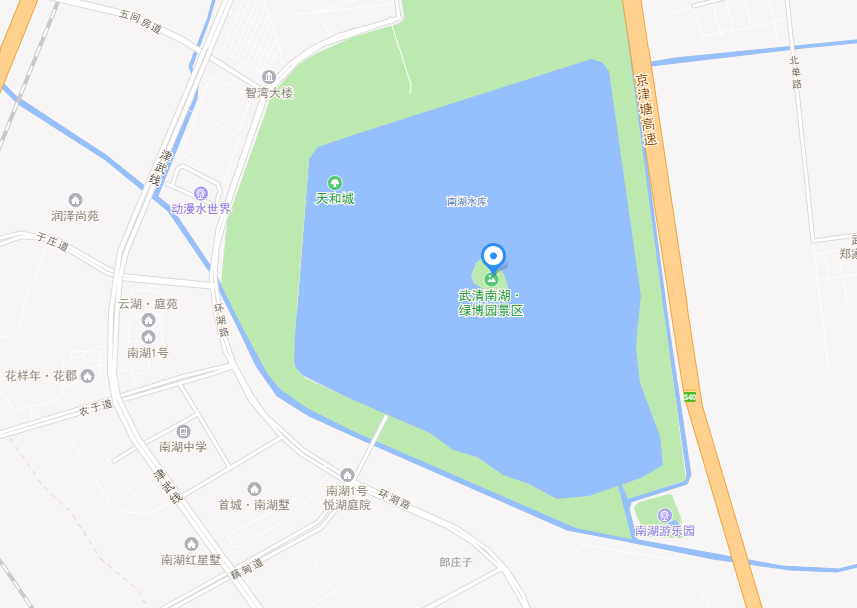 五间房道
智湾大楼
北单路
京津塘高速
津武线
天和城
动漫水世界
南湖水库
润泽尚苑
于庄道
郑家
武清南湖·
绿博园景区
云湖·庭苑
环湖路
南湖1号
花样年·花郡
S40
农于道
南湖中学
津武线
南湖1号
悦湖庭院
环湖路
首城·南湖墅
南湖游乐园
南湖红星墅
藕甸道
郎庄子